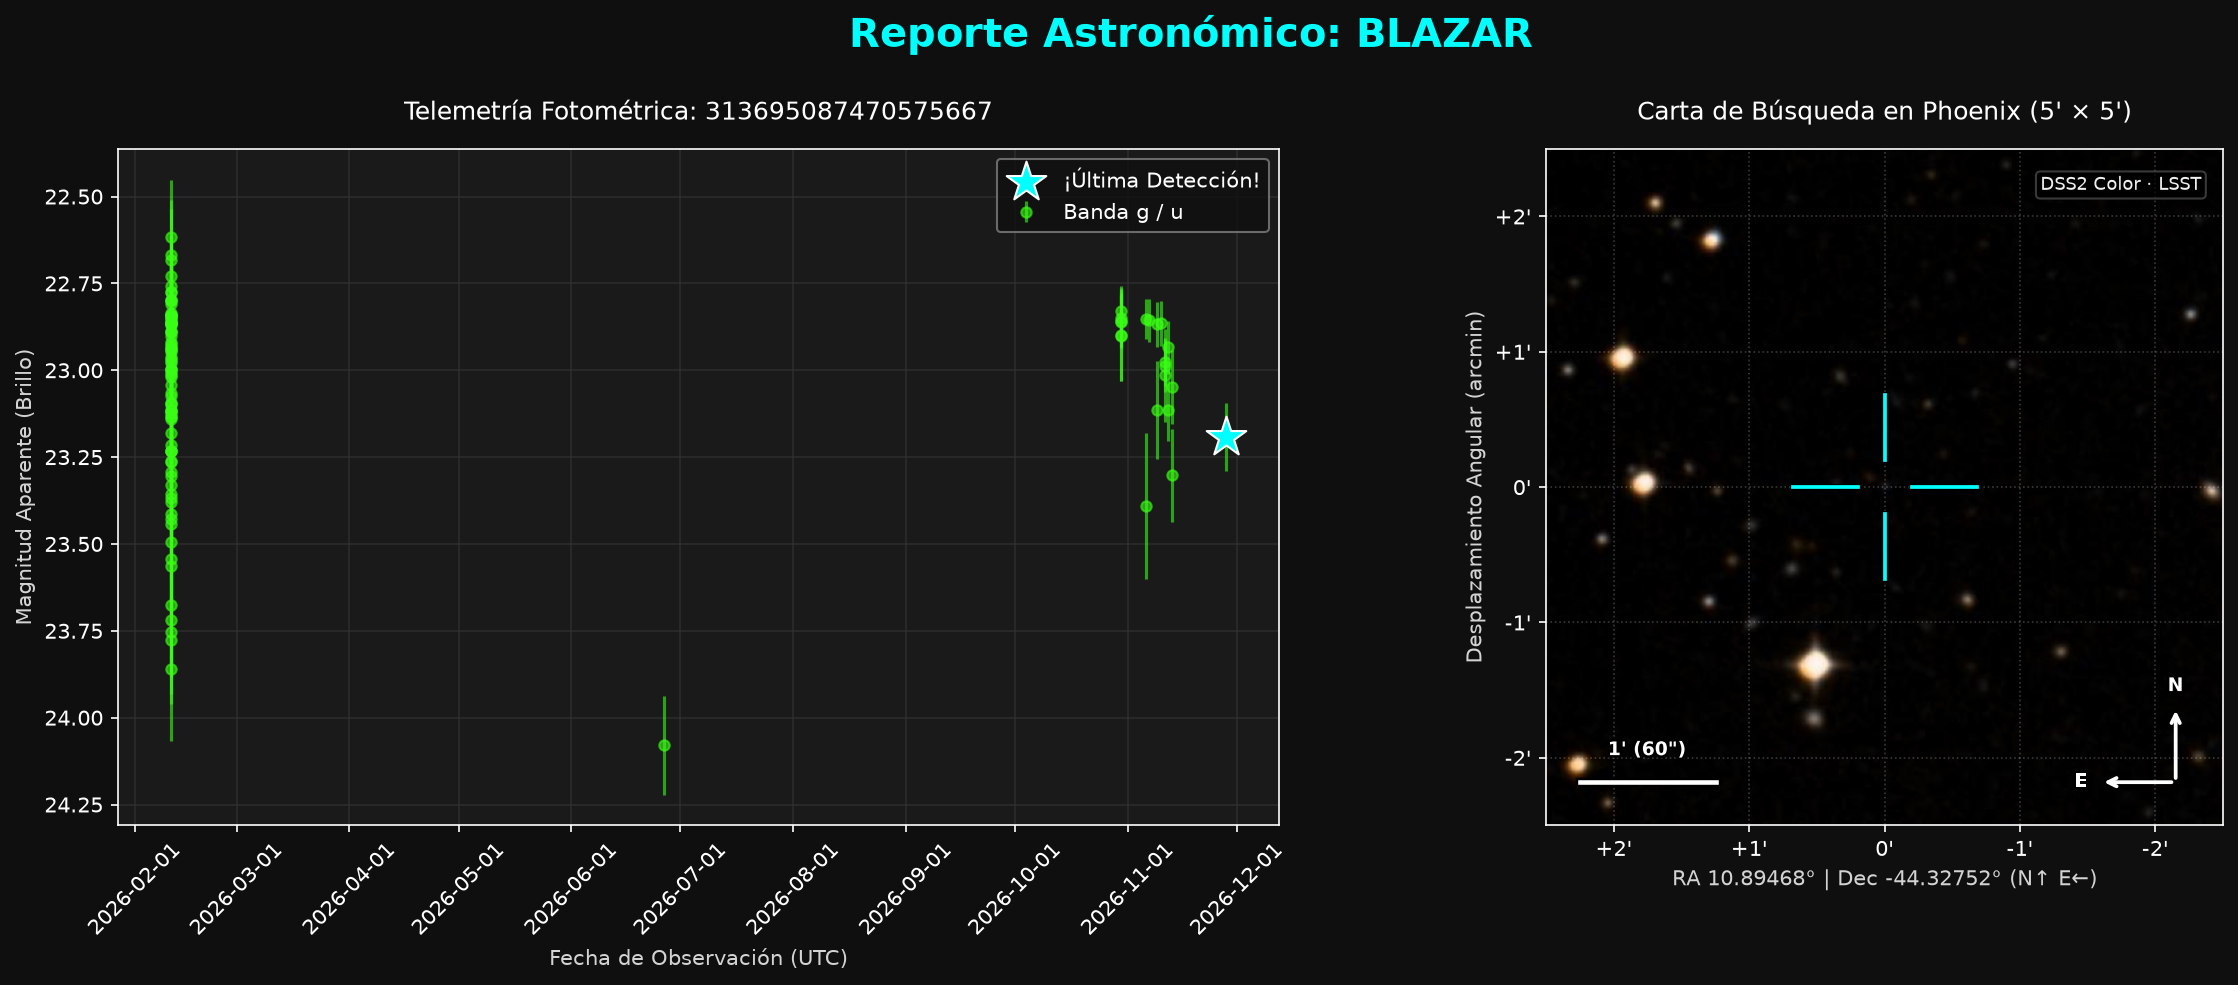 Reporte Astronómico: BLAZAR
Telemetría Fotométrica: 313695087470575667
¡Última Detección!
Banda g / u
Magnitud Aparente (Brillo)
22.50
22.75
23.00
23.25
23.50
23.75
24.00
24.25
2026-02-01
2026-03-01
2026-04-01
2026-05-01
2026-06-01
2026-07-01
2026-08-01
2026-09-01
2026-10-01
2026-11-01
2026-12-01
Fecha de Observación (UTC)
Carta de Búsqueda en Phoenix (5' × 5')
DSS2 Color · LSST
Desplazamiento Angular (arcmin)
+2'
+1'
0'
-1'
-2'
N
E
1' (60")
+2'
+1'
0'
-1'
-2'
RA 10.89468° | Dec -44.32752° (N↑ E←)